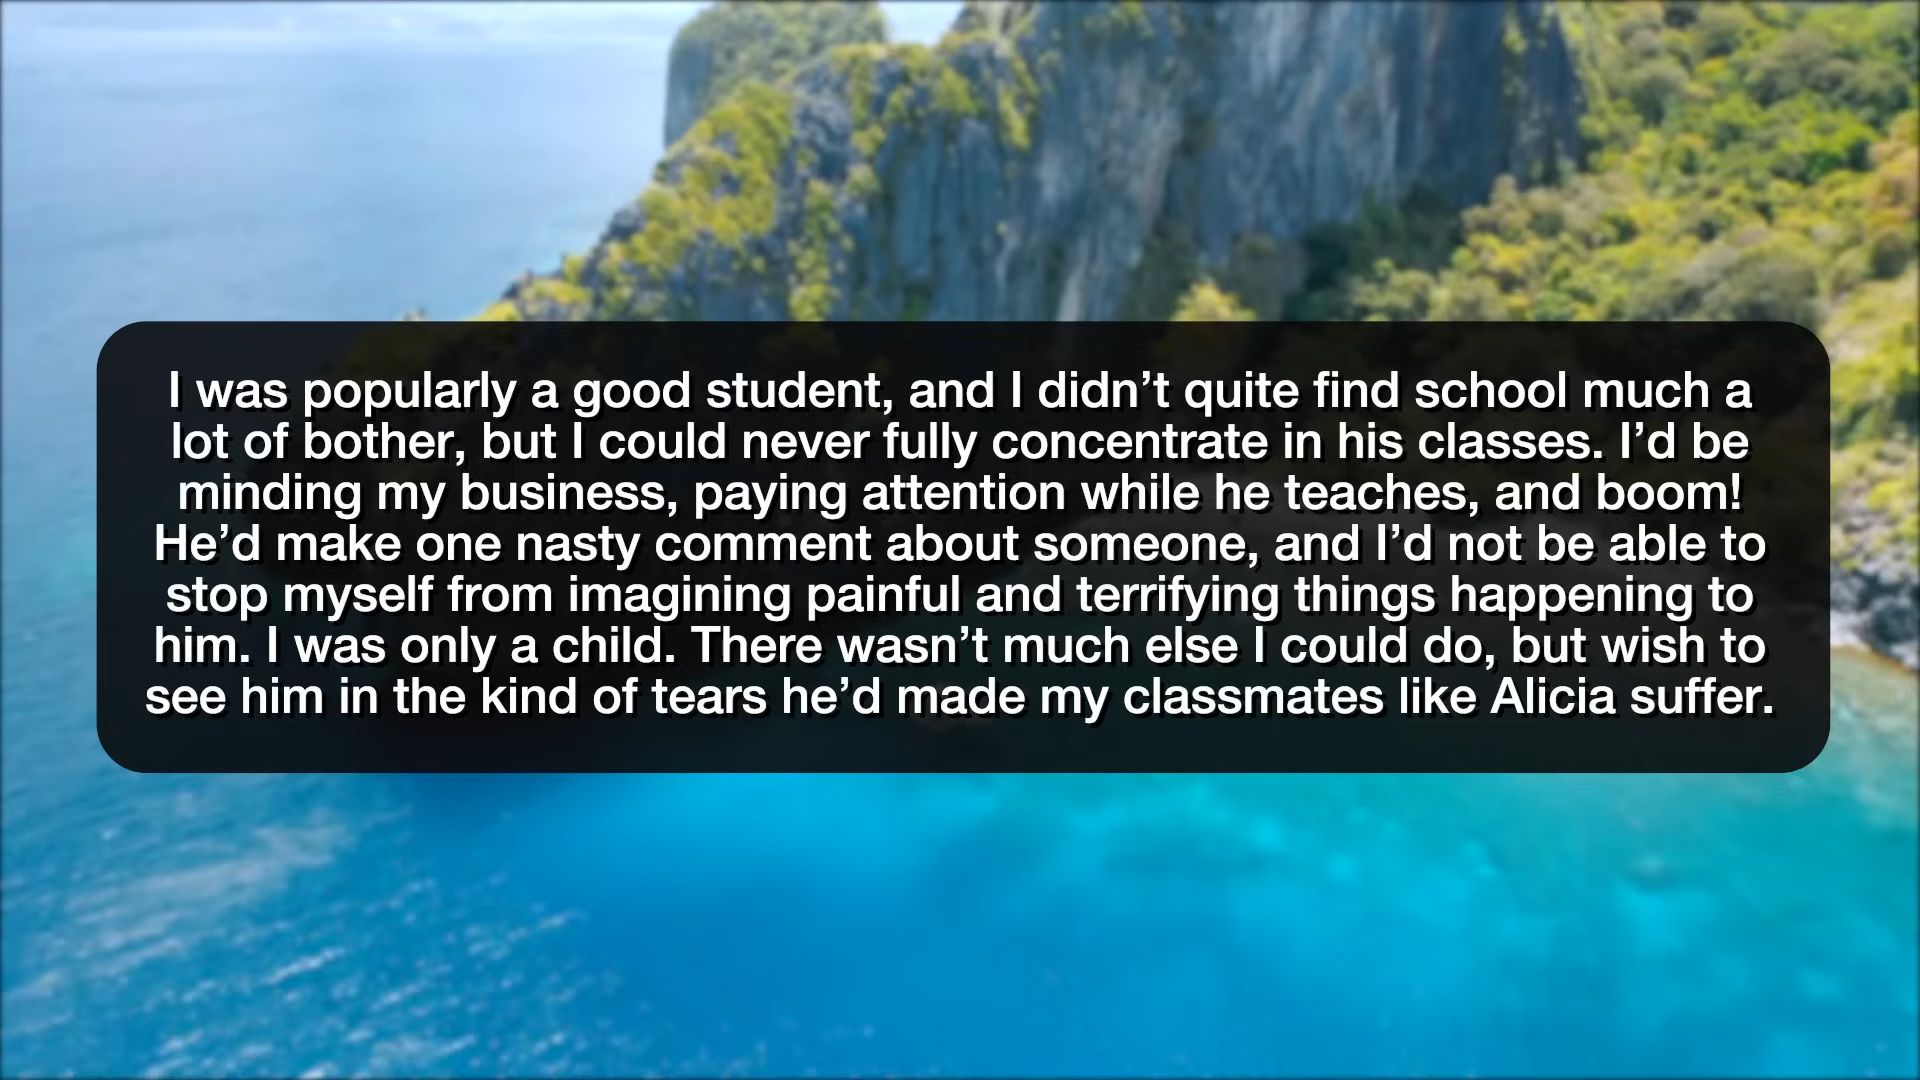 I was popularly a good student, and I didn’t quite find school much a
lot of bother, but I could never fully concentrate in his classes. I’d be
minding my business, paying attention while he teaches, and boom!
He’d make one nasty comment about someone, and I’d not be able to
stop myself from imagining painful and terrifying things happening to
him. I was only a child. There wasn’t much else I could do, but wish to
see him in the kind of tears he’d made my classmates like Alicia suffer.